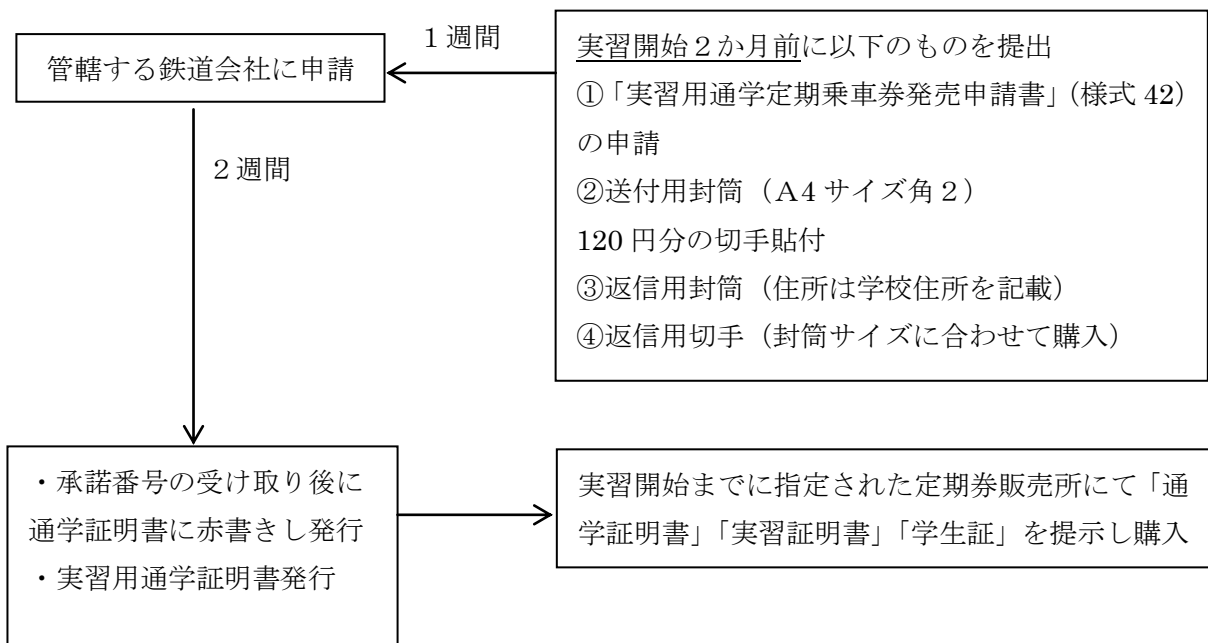 １週間
実習開始２か月前に以下のものを提出
①「実習用通学定期乗車券発売申請書」（様式 42）
の申請
②送付用封筒（A4 サイズ角２）
120 円分の切手貼付
③返信用封筒（住所は学校住所を記載）
④返信用切手（封筒サイズに合わせて購入）
管轄する鉄道会社に申請
２週間
・承諾番号の受け取り後に
通学証明書に赤書きし発行
・実習用通学証明書発行
実習開始までに指定された定期券販売所にて「通
学証明書」「実習証明書」「学生証」を提示し購入